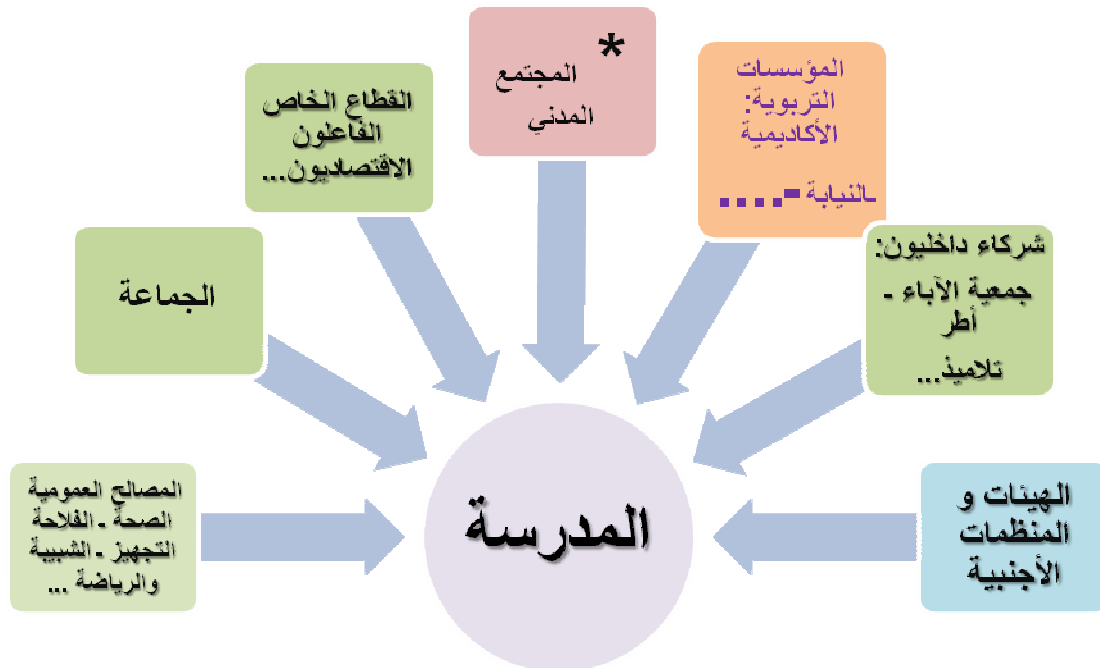 *
المجتمع
المدني
المؤسسات
التربوية:
الأكاديمية
-النيابة -....
القطاع الخاص
الفاعلون
الاقتصاديون...
شركاء داخليون:
جمعية الآباء -
أطر
تلاميذ...
الجماعة
الهيئات و
المنظمات
الأجنبية
المصالح العمومية
الصحة - الفلاحة
التجهيز - الشبيبة
والرياضة ...
المدرسة